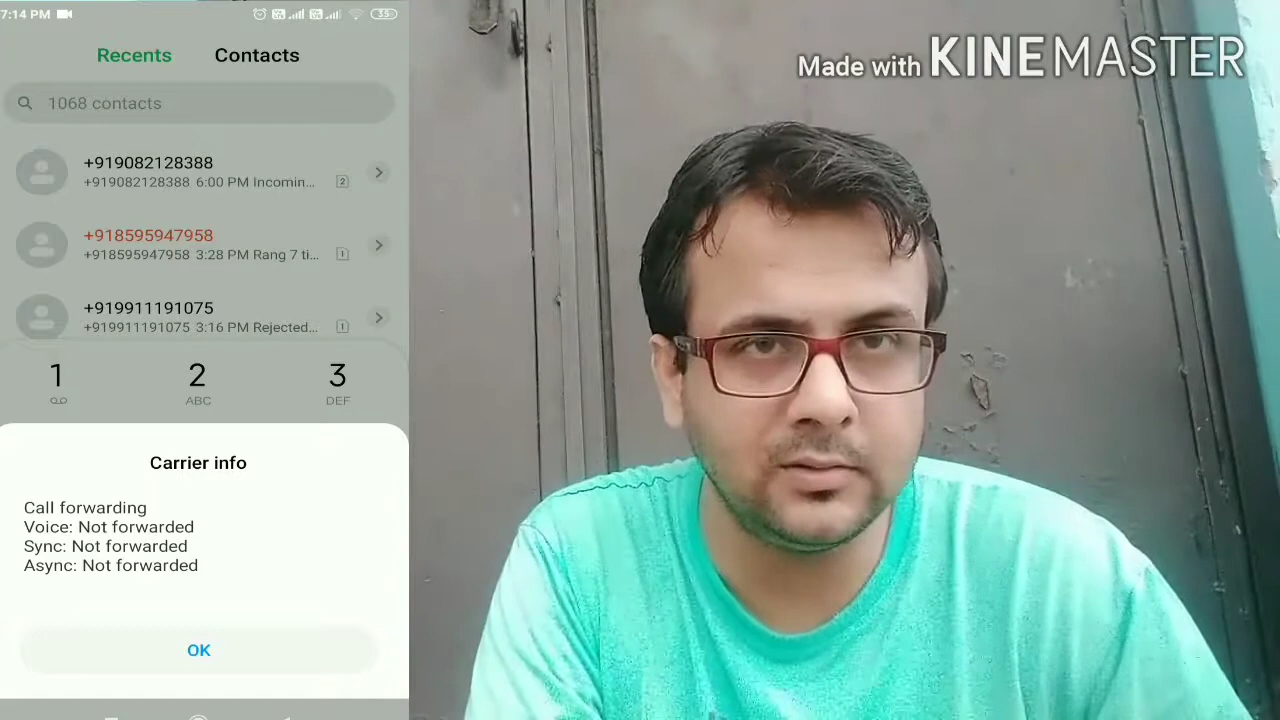 7:14 PM
35
Recents Contacts
1068 contacts
+919082128388
+919082128388 6:00 PM Incomin...
2
+918595947958
+918595947958 3:28 PM Rang 7 ti...
1
+919911191075
+919911191075 3:16 PM Rejected...
1
1 2 3
ABC DEF
Carrier info
Call forwarding
Voice: Not forwarded
Sync: Not forwarded
Async: Not forwarded
OK
Made with KINEMASTER